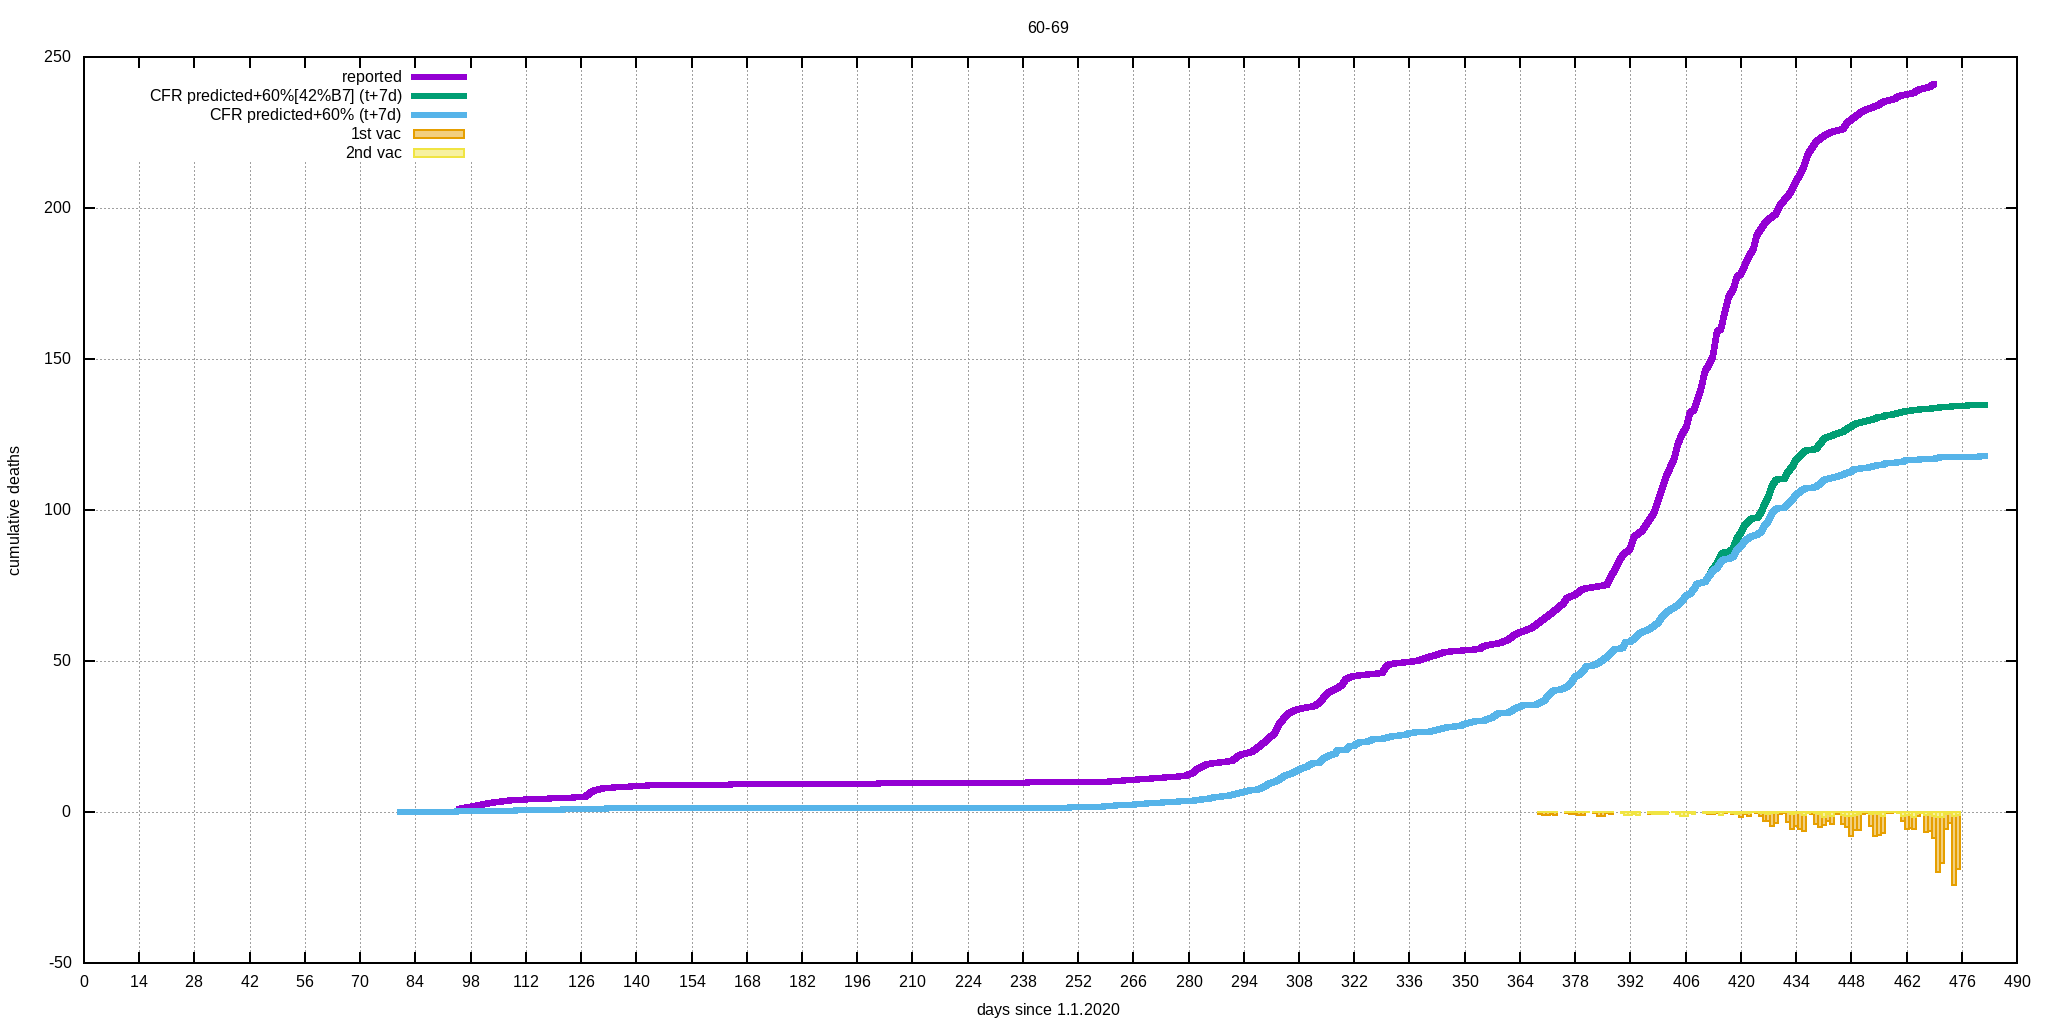 60-69
250
200
150
100
50
0
-50
cumulative deaths
reported
CFR predicted+60%[42%B7] (t+7d)
CFR predicted+60% (t+7d)
1st vac
2nd vac
0 14 28 42 56 70 84 98 112 126 140 154 168 182 196 210 224 238 252 266 280 294 308 322 336 350 364 378 392 406 420 434 448 462 476 490
days since 1.1.2020